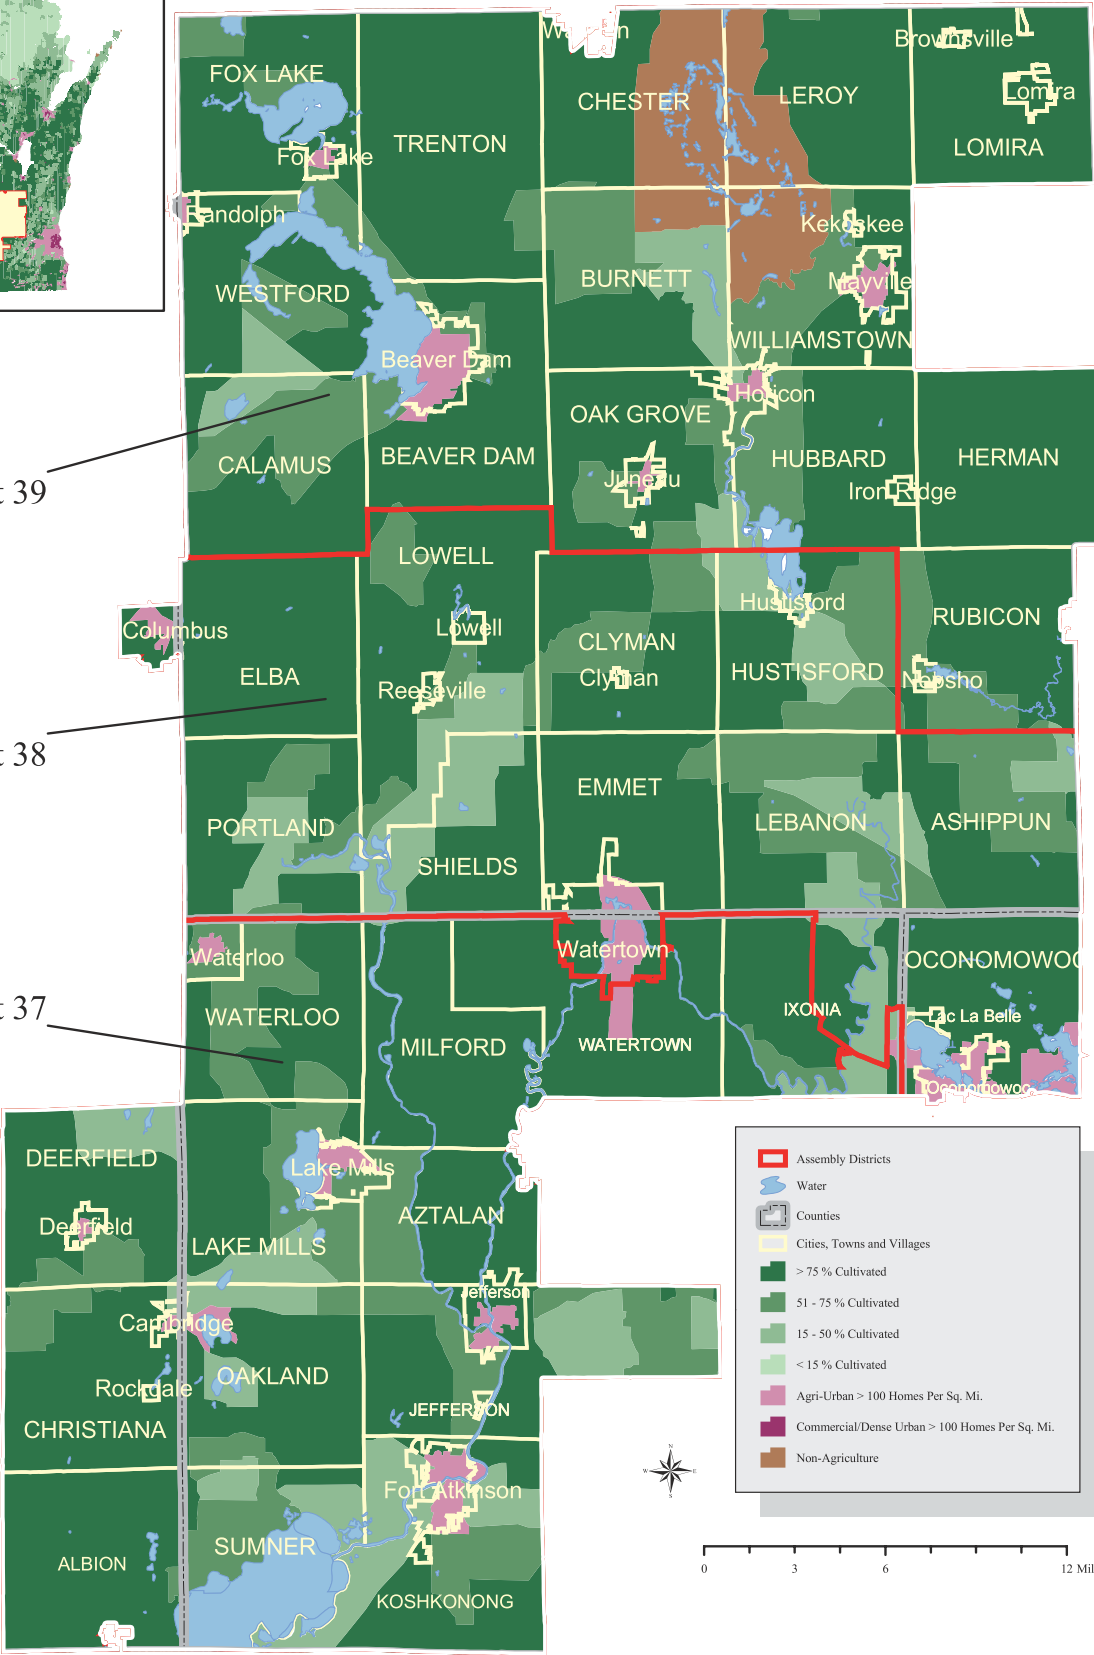 FOX LAKE
Brownsville
CHESTER
LEROY
Lomira
TRENTON
LOMIRA
Fox Lake
Randolph
Kekoskee
BURNETT
Mayville
WESTFORD
WILLIAMSTOWN
Beaver Dam
Horicon
OAK GROVE
CALAMUS
BEAVER DAM
HUBBARD
HERMAN
Juneau
Iron Ridge
t 39
LOWELL
Hustisford
RUBICON
Columbus
Lowell
CLYMAN
ELBA
Clyman
HUSTISFORD
Neosho
Reeseville
t 38
EMMET
PORTLAND
LEBANON
ASHIPPUN
SHIELDS
Waterloo
Watertown
OCONOMOWOC
t 37
WATERLOO
IXONIA
Lac La Belle
MILFORD
WATERTOWN
Oconomowoc
DEERFIELD
Lake Mills
Deerfield
AZTALAN
LAKE MILLS
Jefferson
Cambridge
OAKLAND
Rockdale
JEFFERSON
CHRISTIANA
Fort Atkinson
SUMNER
ALBION
KOSHKONONG
Assembly Districts
Water
Counties
Cities, Towns and Villages
> 75 % Cultivated
51 - 75 % Cultivated
15 - 50 % Cultivated
< 15 % Cultivated
Agri-Urban > 100 Homes Per Sq. Mi.
Commercial/Dense Urban > 100 Homes Per Sq. Mi.
Non-Agriculture
N
W E
S
0 3 6 12 Mil